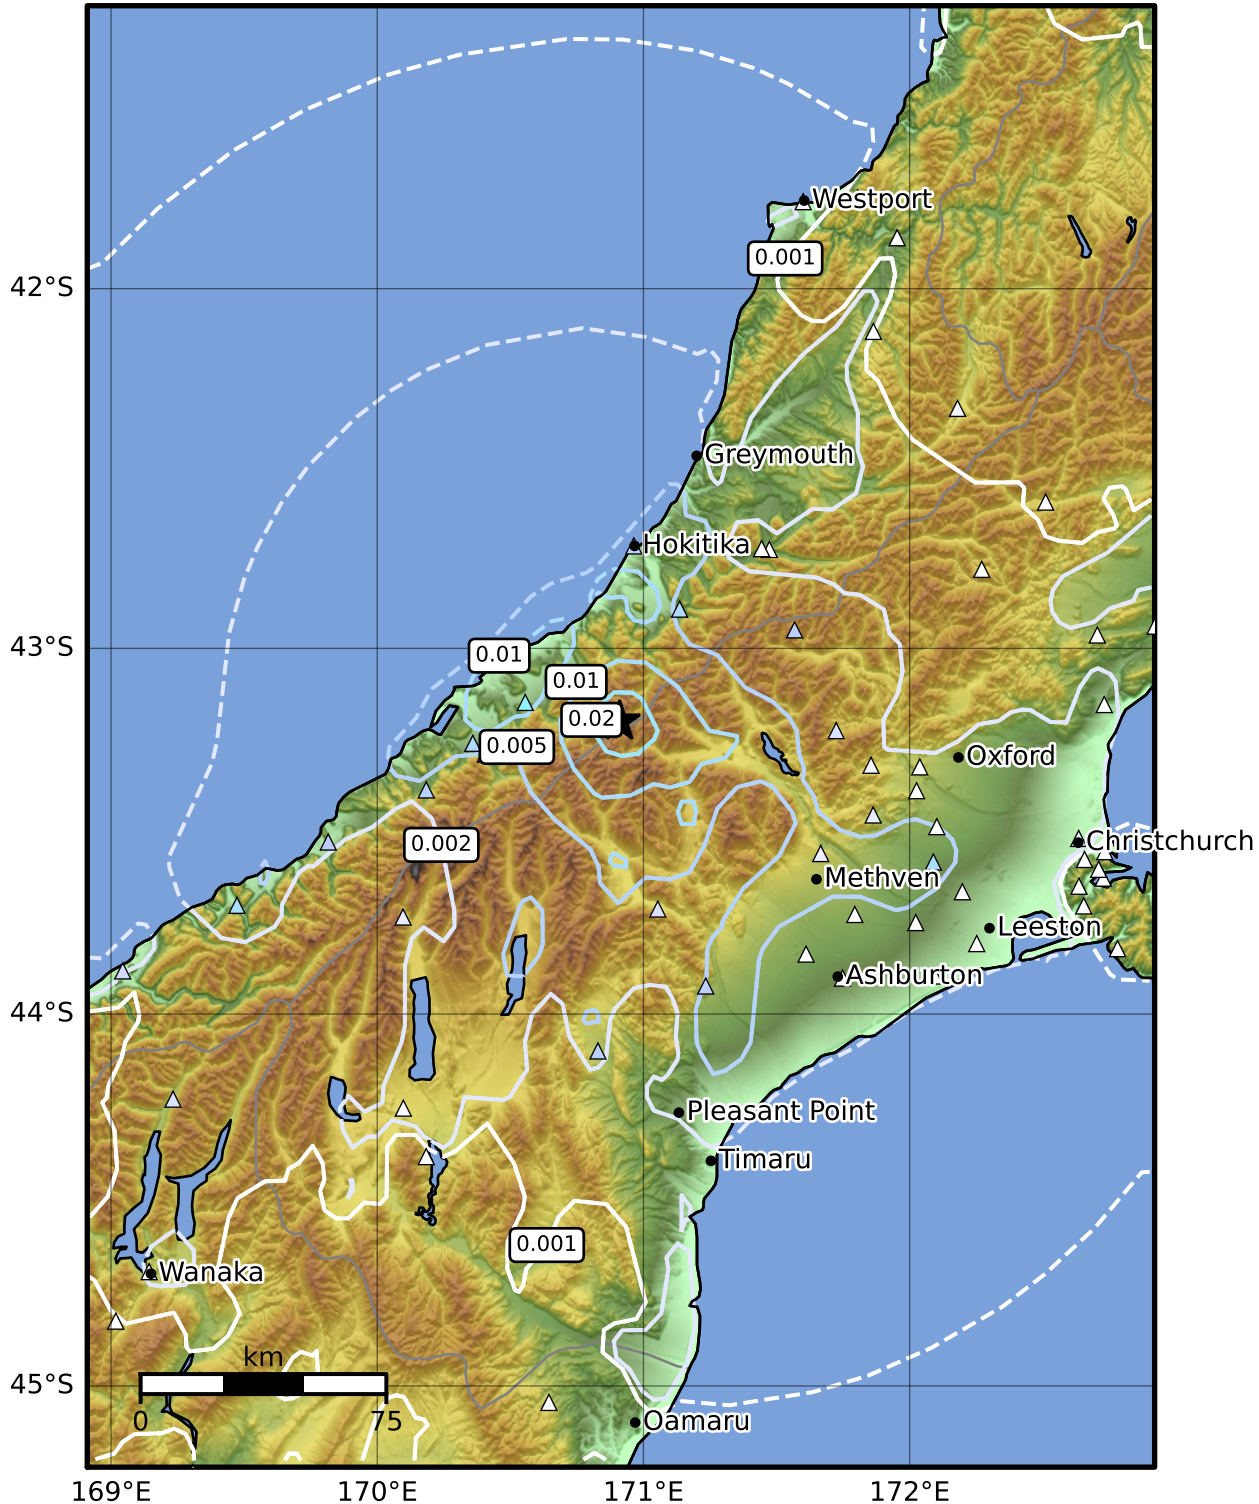 Westport
0.001
42°S
Greymouth
Hokitika
43°S
0.01
0.01
0.02
0.005
Oxford
0.002
Christchurch
Methven
Leeston
Ashburton
44°S
Pleasant Point
Timaru
0.001
Wanaka
km
45°S
0
75
Oamaru
169°E
170°E
171°E
172°E